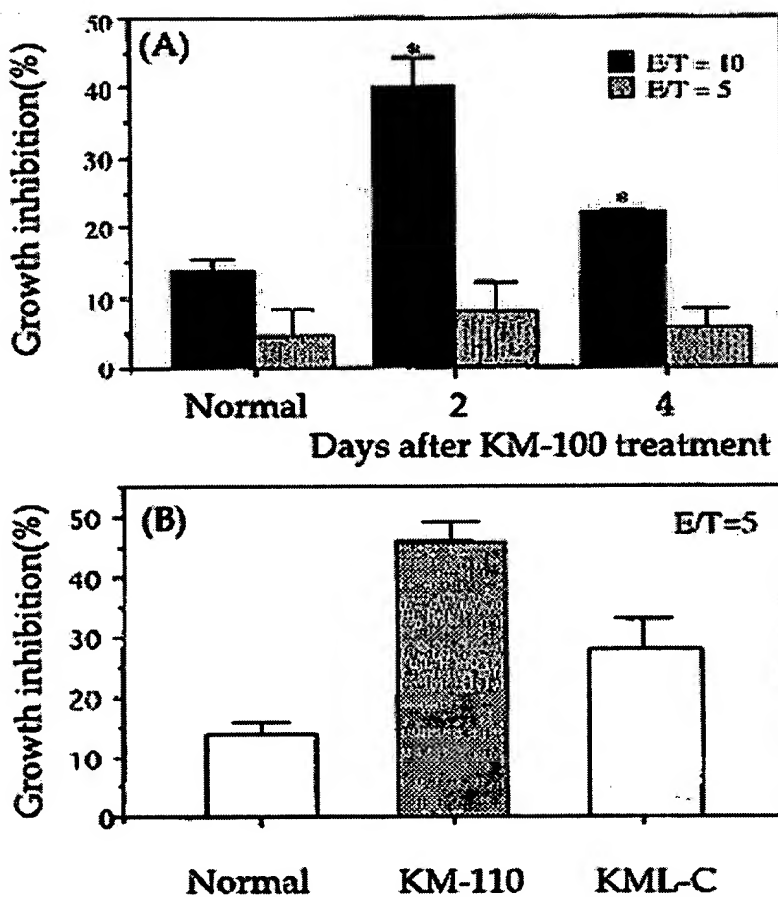 50
(A)
*
E/T = 10
E/T = 5
40
30
*
20
10
0
Growth inhibition(%)
Normal
2
4
Days after KM-100 treatment
(B)
E/T=5
50
40
30
20
10
0
Growth inhibition(%)
Normal
KM-110
KML-C